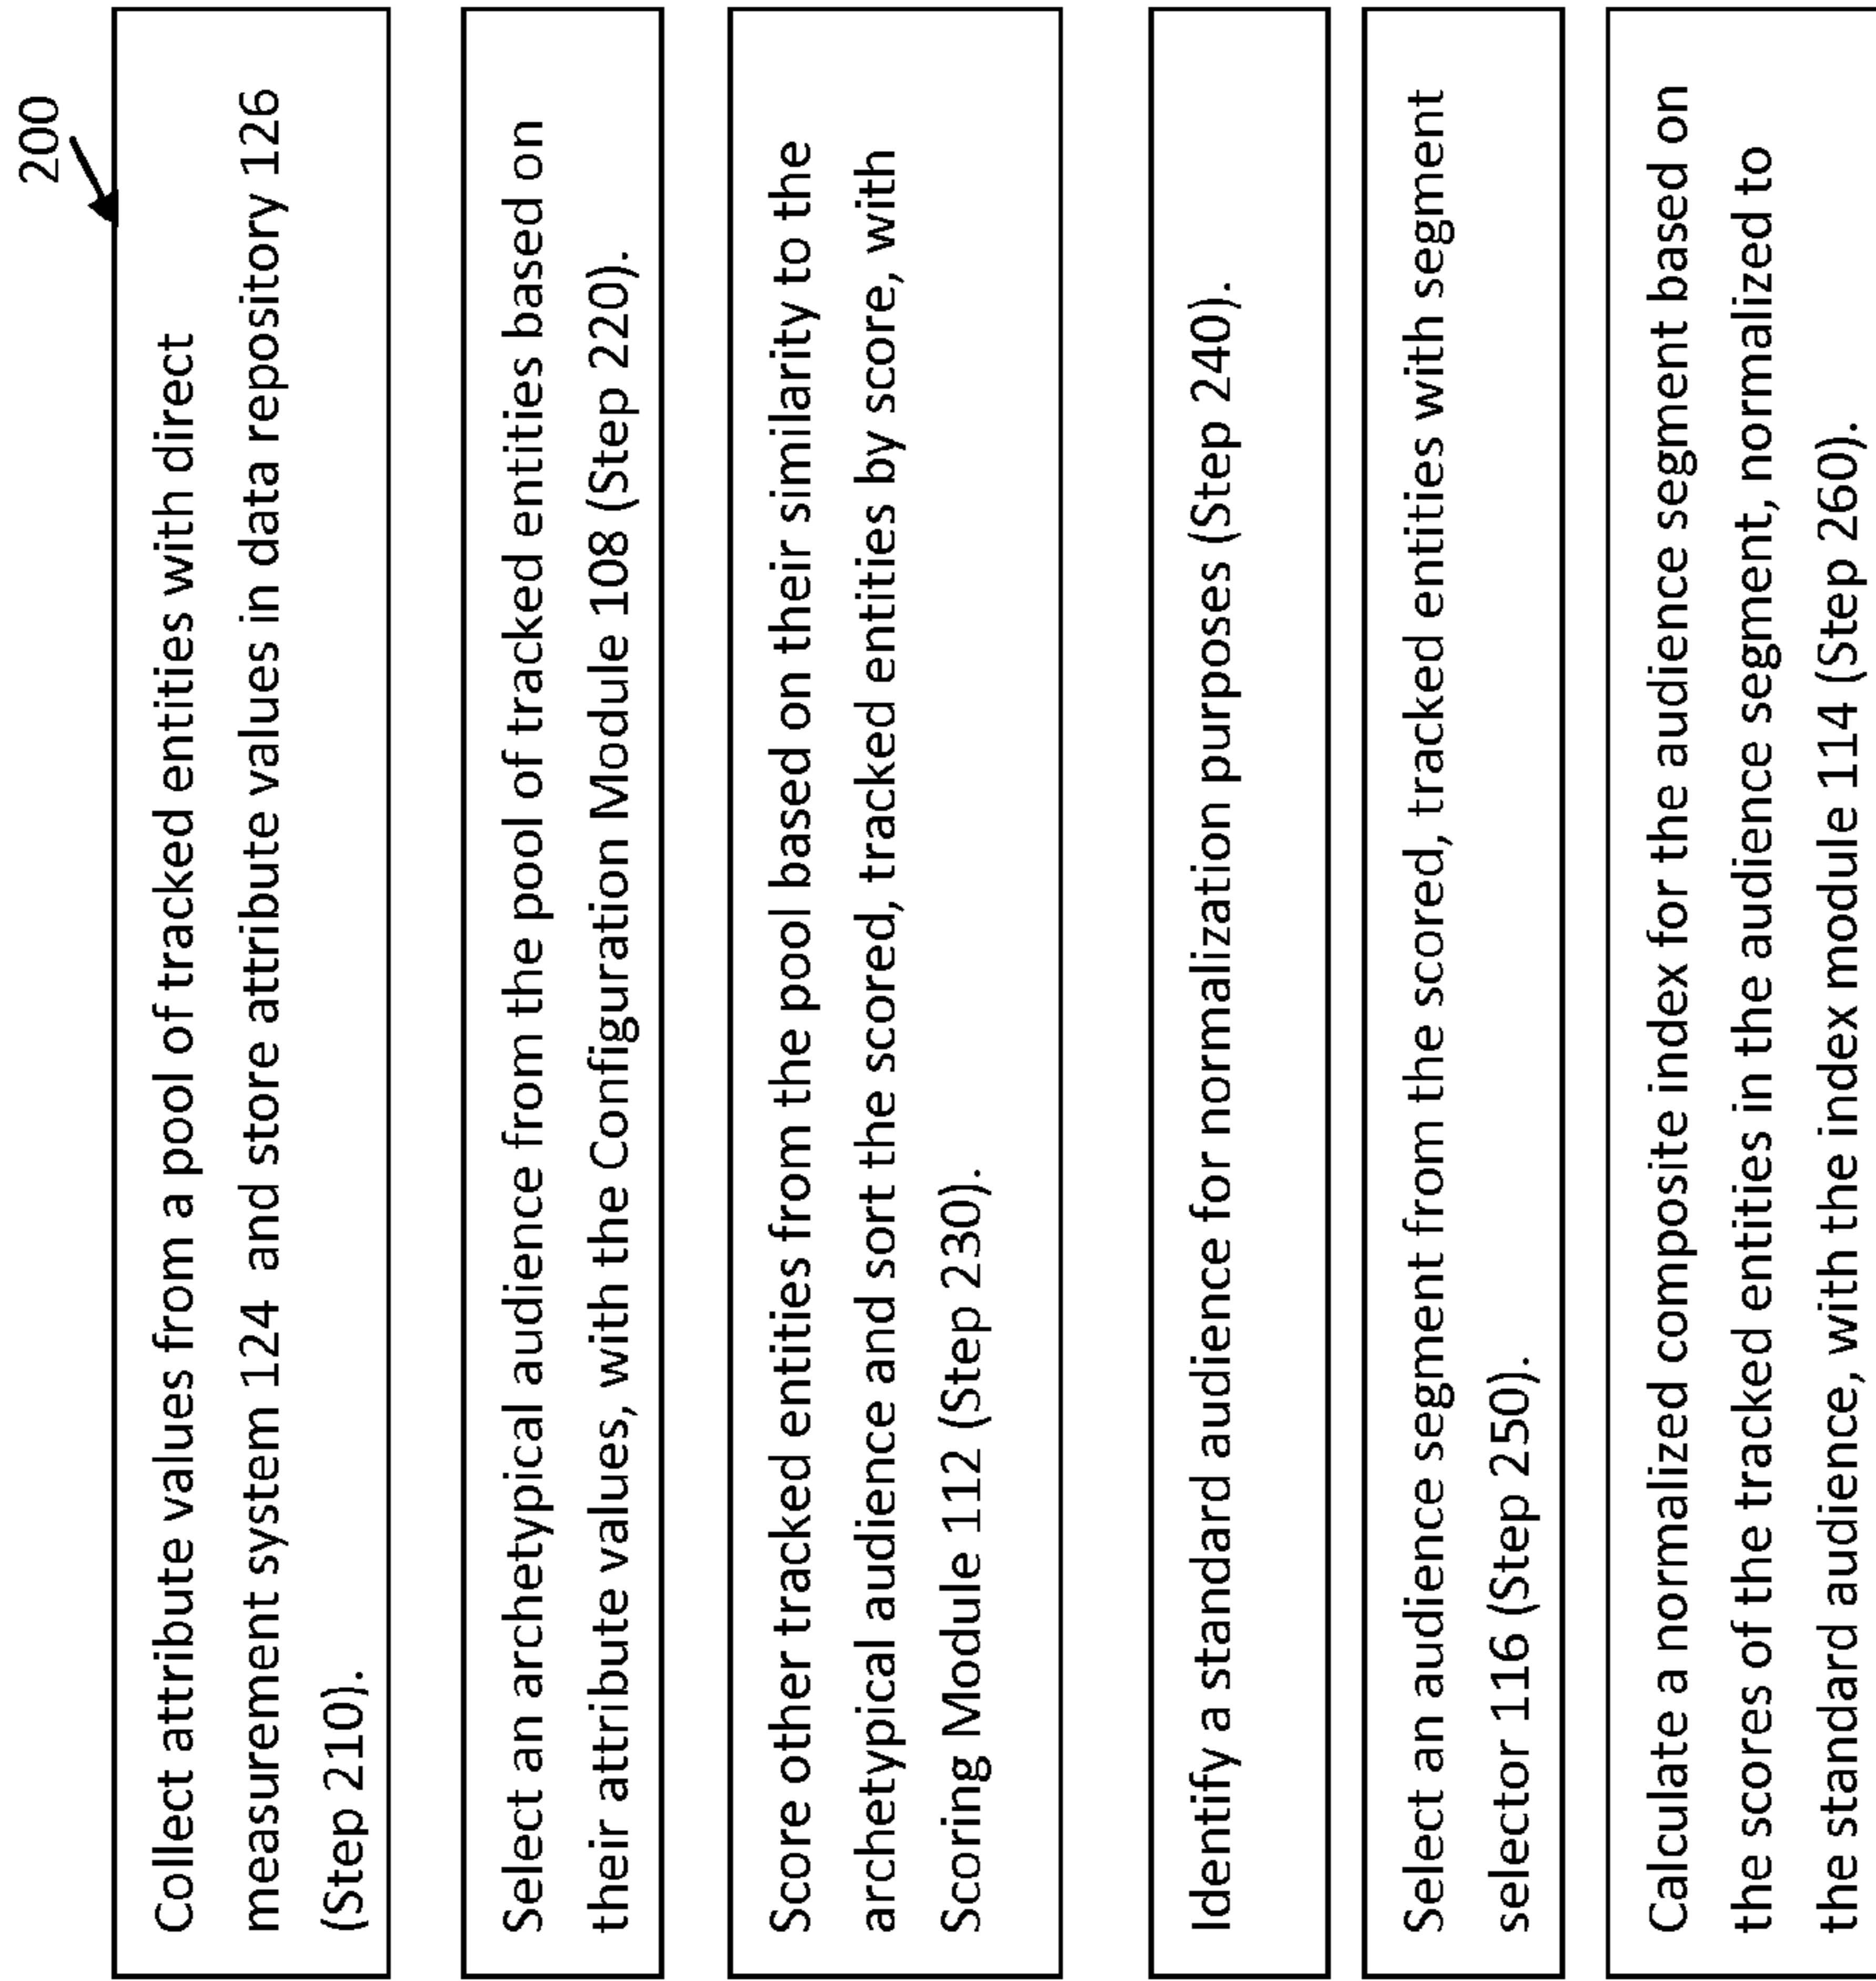 200
Collect attribute values from a pool of tracked entities with direct
measurement system 124 and store attribute values in data repository 126
(Step 210).
Select an archetypical audience from the pool of tracked entities based on
their attribute values, with the Configuration Module 108 (Step 220).
Score other tracked entities from the pool based on their similarity to the
archetypical audience and sort the scored, tracked entities by score, with
Scoring Module 112 (Step 230).
Identify a standard audience for normalization purposes (Step 240).
Select an audience segment from the scored, tracked entities with segment
selector 116 (Step 250).
Calculate a normalized composite index for the audience segment based on
the scores of the tracked entities in the audience segment, normalized to
the standard audience, with the index module 114 (Step 260).